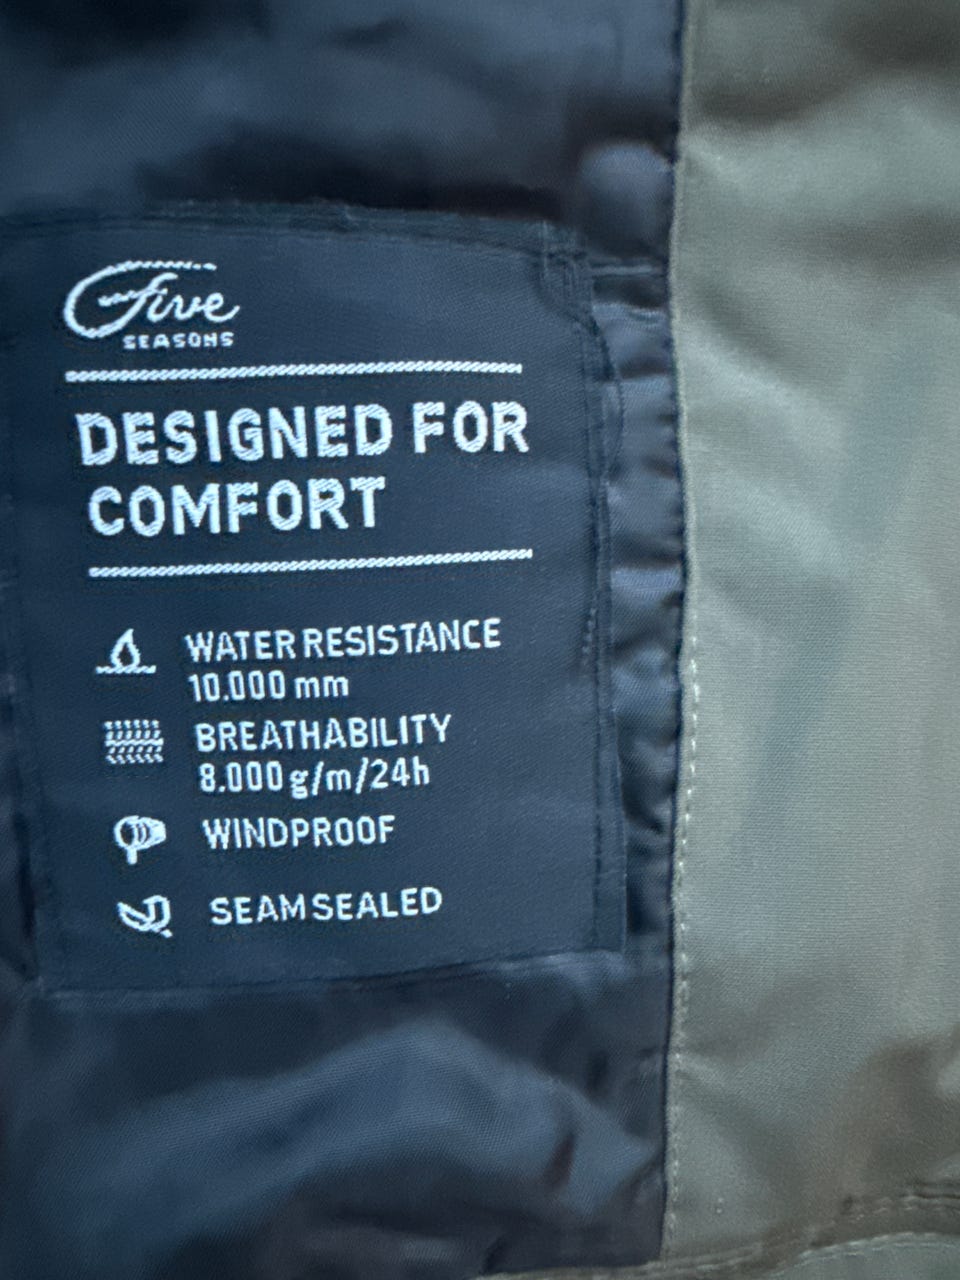 Five
SEASONS
DESIGNED FOR
COMFORT
WATER RESISTANCE
10.000 mm
BREATHABILITY
8.000 g/m/24h
WINDPROOF
SEAMSEALED